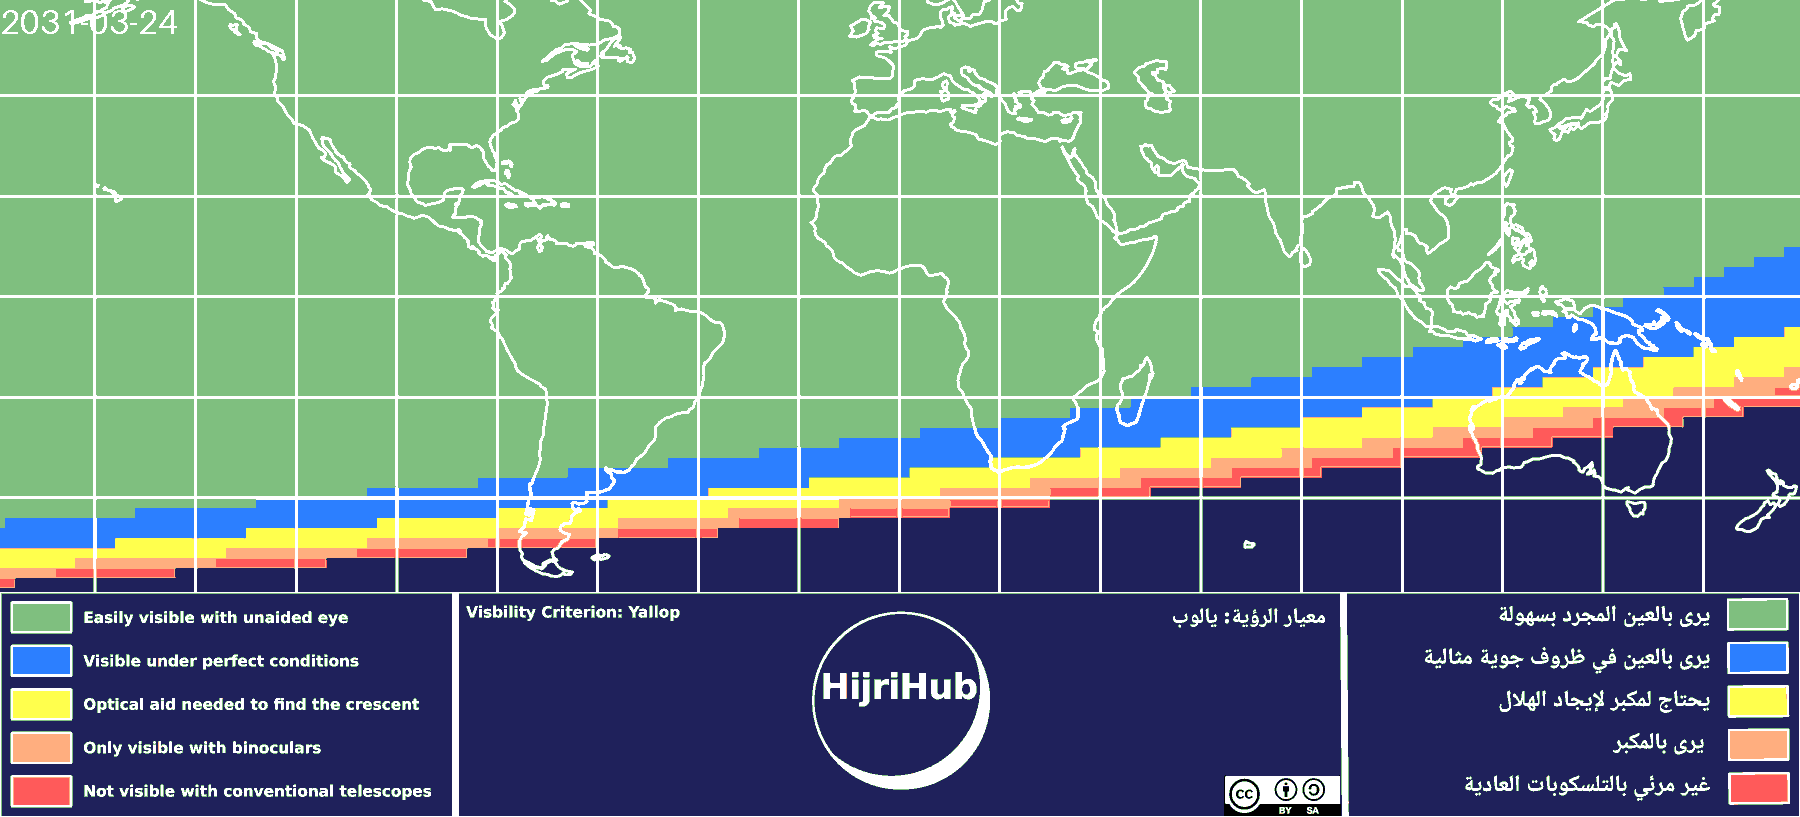 2031-03-24
Easily visible with unaided eye
Visible under perfect conditions
Optical aid needed to find the crescent
Only visible with binoculars
Not visible with conventional telescopes
Visbility Criterion: Yallop
معيار الرؤية: يالوب
HijriHub
cc
BY SA
يرى بالعين المجرد بسهولة
يرى بالعين في ظروف جوية مثالية
يحتاج لمكبر لإيجاد الهلال
يرى بالمكبر
غير مرئي بالتلسكوبات العادية